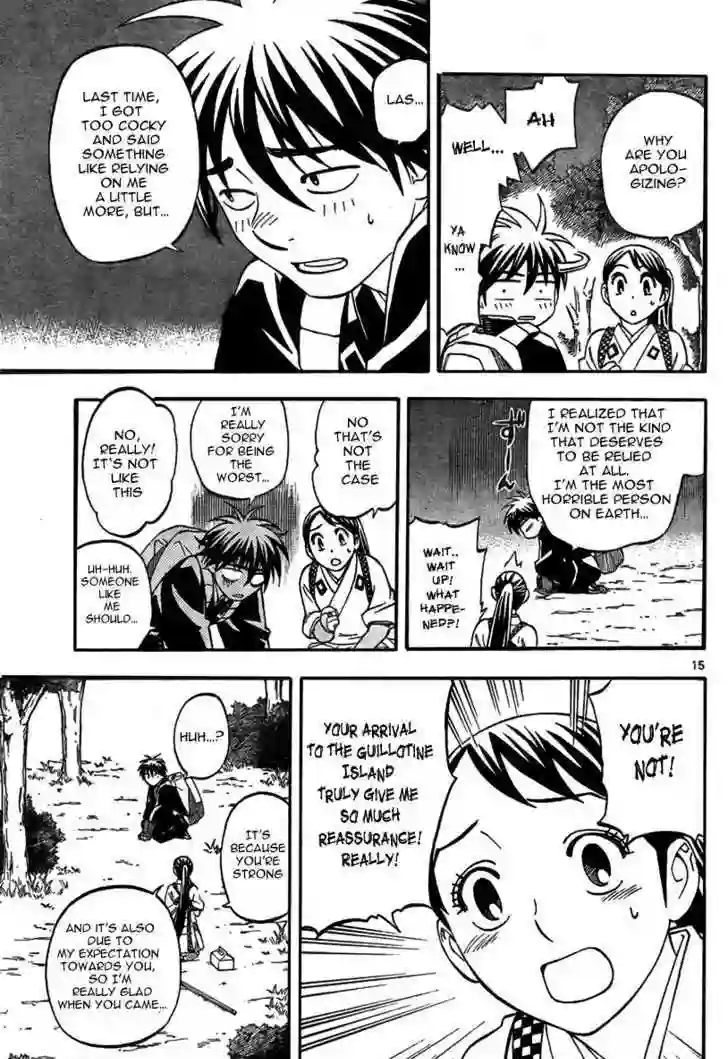 WHY
ARE YOU
APOLO-
GIZING?
AH
WELL...
YA
KNOW
...
LAS...
LAST TIME,
I GOT
TOO COCKY
AND SAID
SOMETHING
LIKE RELYING
ON ME
A LITTLE
MORE, BUT...
I REALIZED THAT
I'M NOT THE KIND
THAT DESERVES
TO BE RELIED
AT ALL.
I'M THE MOST
HORRIBLE PERSON
ON EARTH...
WAIT..
WAIT
UP!
WHAT
HAPPE-
NED?!
NO
THAT'S
NOT
THE
CASE
I'M
REALLY
SORRY
FOR BEING
THE
WORST...
NO,
REALLY!
IT'S NOT
LIKE
THIS
UH-HUH.
SOMEONE
LIKE
ME
SHOULD...
15
YOU'RE
NOT!
YOUR ARRIVAL
TO THE GUILLOTINE
ISLAND
TRULY GIVE ME
SO MUCH
REASSURANCE!
REALLY!
HUH...?
IT'S
BECAUSE
YOU'RE
STRONG
AND IT'S ALSO
DUE TO
MY EXPECTATION
TOWARDS YOU,
SO I'M
REALLY GLAD
WHEN YOU CAME...